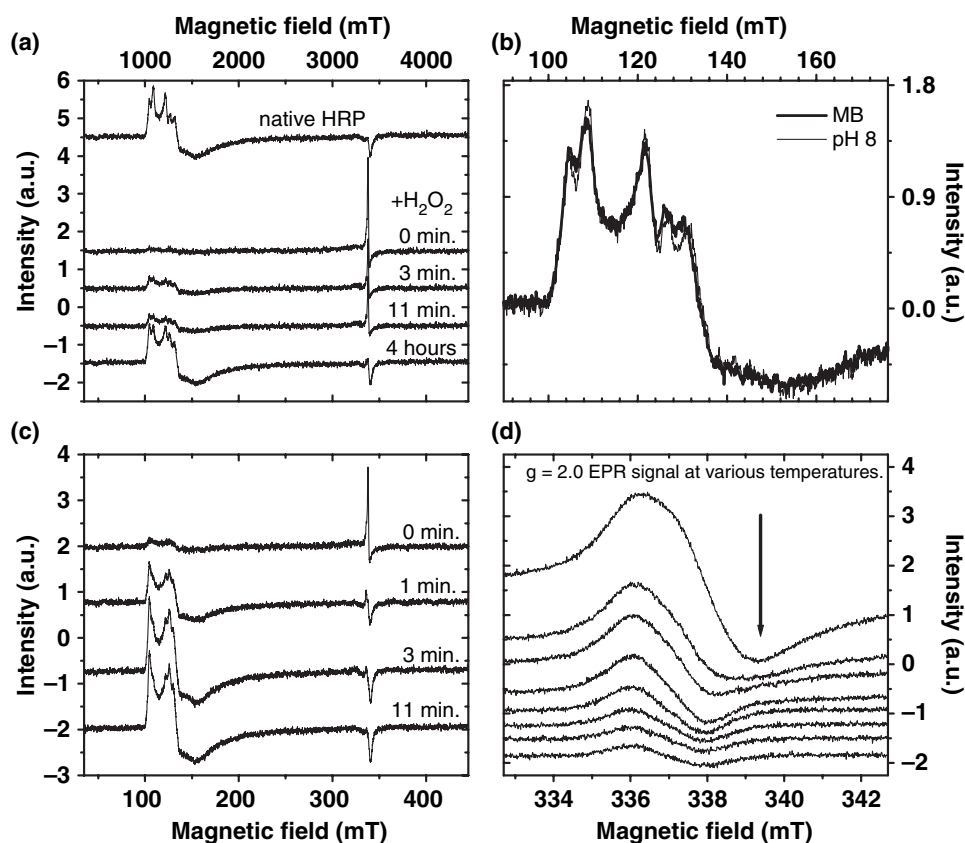 Magnetic field (mT)
(a)
1000 2000 3000 4000
6
5
4
3
2
1
0
–1
–2
Intensity (a.u.)
native HRP
+H₂O₂
0 min.
3 min.
11 min.
4 hours
Magnetic field (mT)
(b)
100 120 140 160
1.8
0.9
0.0
Intensity (a.u.)
MB
pH 8
(c)
4
3
2
1
0
–1
–2
–3
Intensity (a.u.)
0 min.
1 min.
3 min.
11 min.
100 200 300 400
Magnetic field (mT)
(d)
g = 2.0 EPR signal at various temperatures.
4
3
2
1
0
–1
–2
Intensity (a.u.)
334 336 338 340 342
Magnetic field (mT)